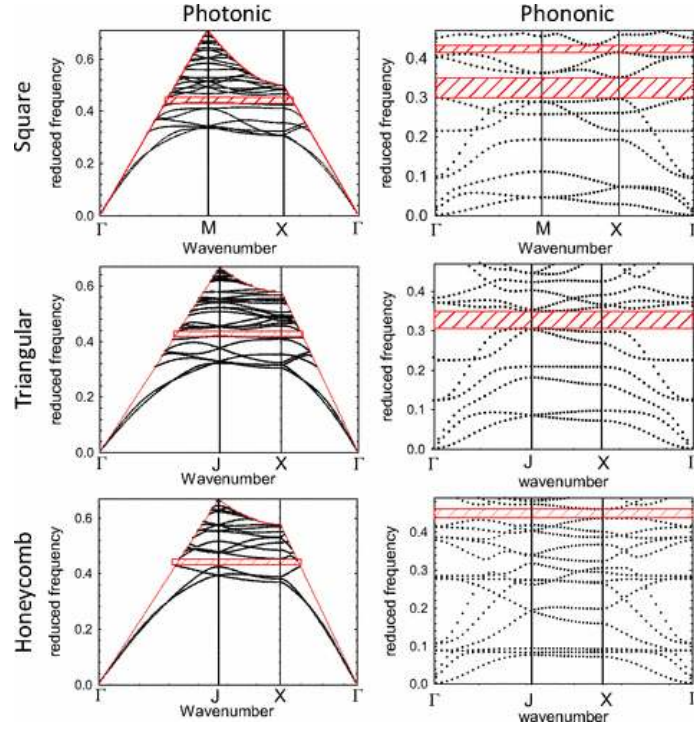 Photonic Phononic
Square
reduced frequency
0.6
0.4
0.2
0.0
Γ M X Γ
Wavenumber
reduced frequency
0.4
0.3
0.2
0.1
0.0
Γ M X Γ
Wavenumber
Triangular
reduced frequency
0.6
0.4
0.2
0.0
Γ J X Γ
Wavenumber
reduced frequency
0.4
0.3
0.2
0.1
0.0
Γ J X Γ
wavenumber
Honeycomb
reduced frequency
0.6
0.4
0.2
0.0
Γ J X Γ
Wavenumber
reduced frequency
0.4
0.3
0.2
0.1
0.0
Γ J X Γ
wavenumber